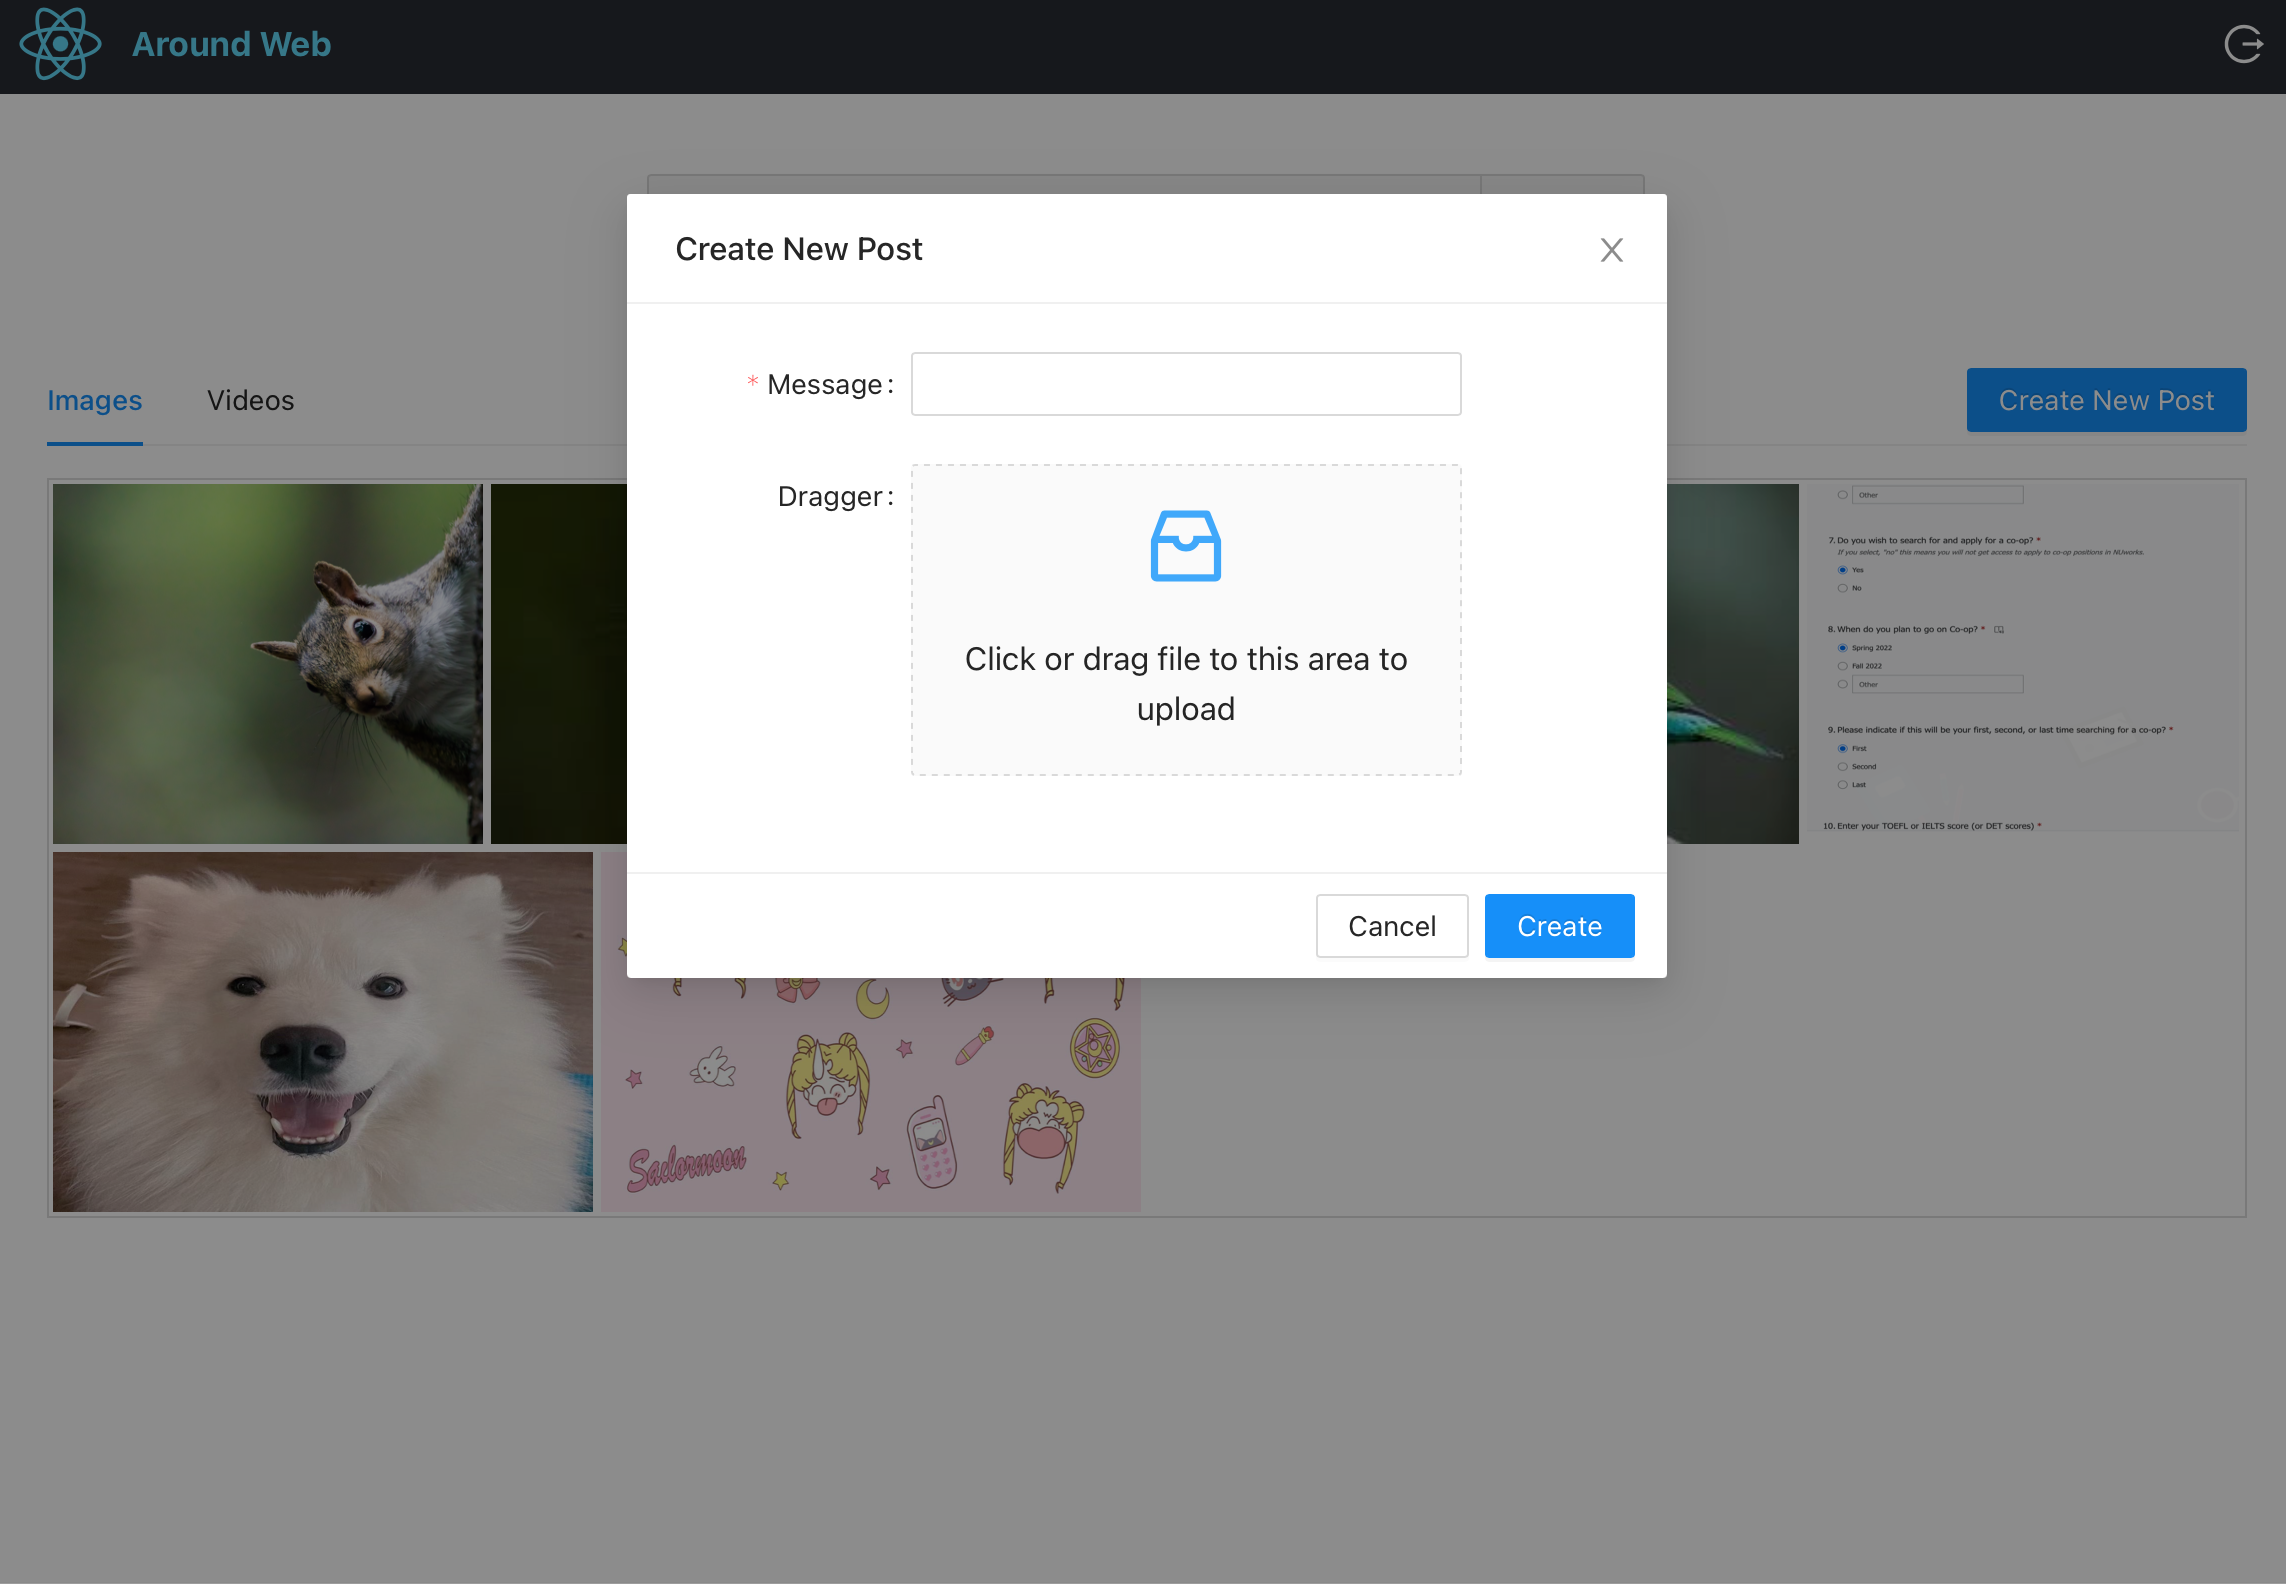 Around Web
Create New Post
* Message:
Images
Videos
Create New Post
Dragger:
Click or drag file to this area to
upload
Cancel
Create
Other
7. Do you wish to search for and apply for a co-op? *
If you select, "no" this means you will not get access to apply to co-op positions in NUworks.
Yes
No
8. When do you plan to go on Co-op? *
Spring 2022
Fall 2022
Other
9. Please indicate if this will be your first, second, or last time searching for a co-op? *
First
Second
Last
10. Enter your TOEFL or IELTS score (or DET scores) *
Sailormoon